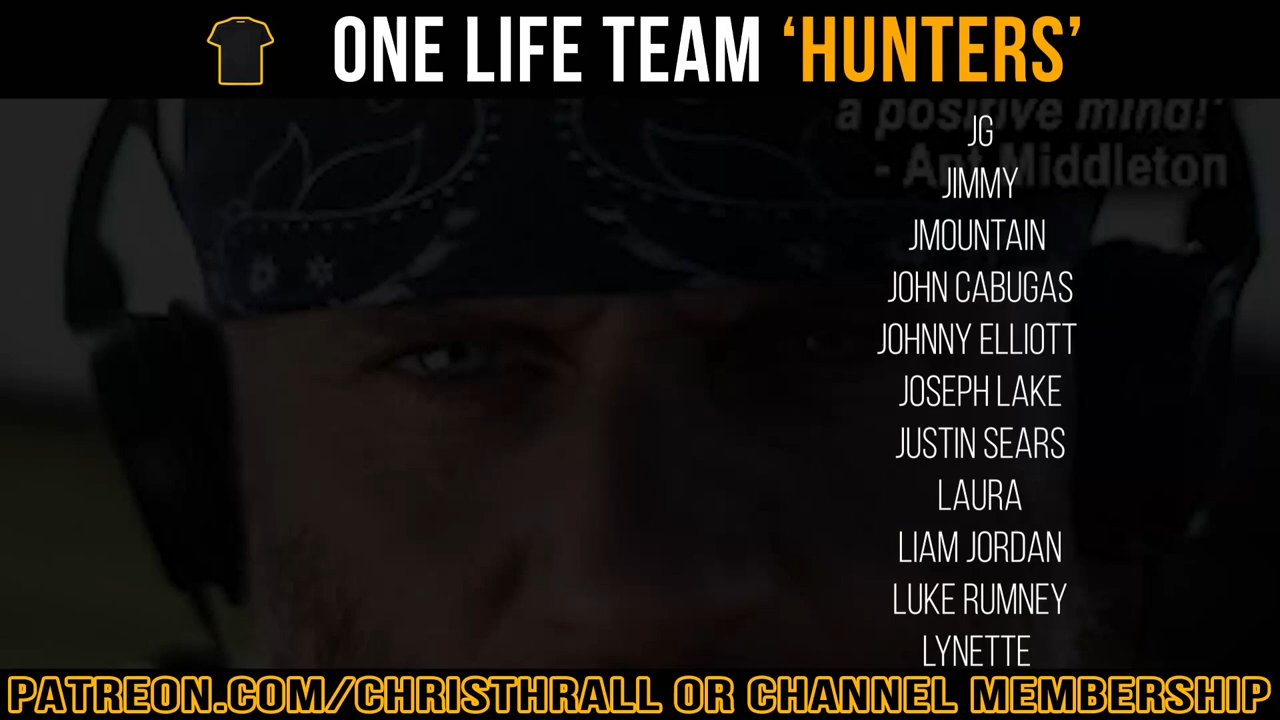 ONE LIFE TEAM ‘HUNTERS’
a positive mind!'
- Ant Middleton
JG
JIMMY
JMOUNTAIN
JOHN CABUGAS
JOHNNY ELLIOTT
JOSEPH LAKE
JUSTIN SEARS
LAURA
LIAM JORDAN
LUKE RUMNEY
LYNETTE
PATREON.COM/CHRISTHRALL OR CHANNEL MEMBERSHIP